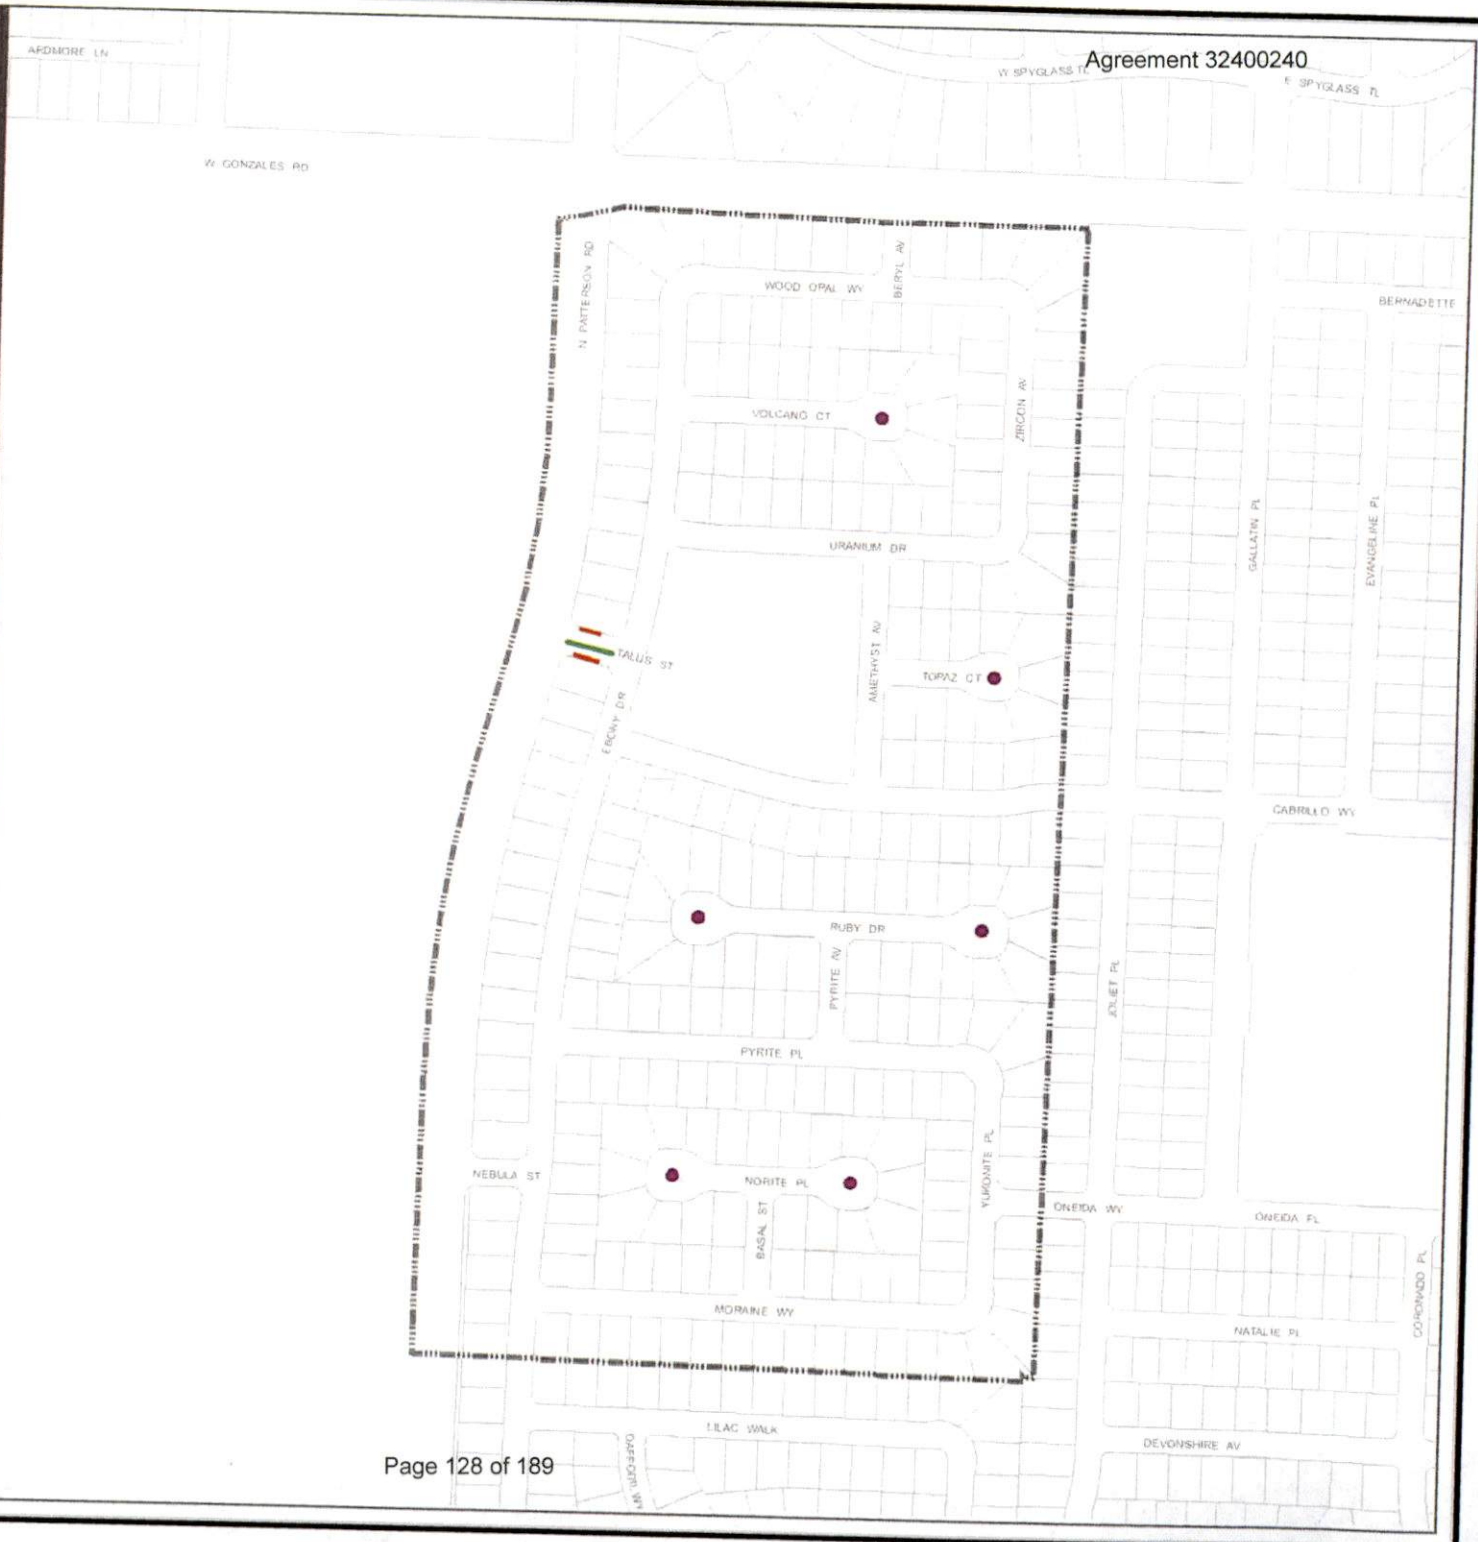 Agreement 32400240
ARDMORE LN
W SPYGLASS TL
E SPYGLASS TL
W GONZALES RD
N PATTERSON RD
WOOD OPAL WY
BERYL AV
BERNADETTE
VOLCANO CT
ZIRCON AV
GALLATIN PL
EVANGELINE PL
URANIUM DR
TALUS ST
AMETHYST AV
TOPAZ CT
EBONY DR
CABRILLO WY
RUBY DR
PYRITE AV
JOLIET PL
PYRITE PL
NEBULA ST
NORITE PL
YUKONITE PL
BASAL ST
ONEIDA WY
ONEIDA PL
MORAINE WY
CORONADO PL
NATALIE PL
LILAC WALK
DAFFODIL WY
DEVONSHIRE AV
Page 128 of 189